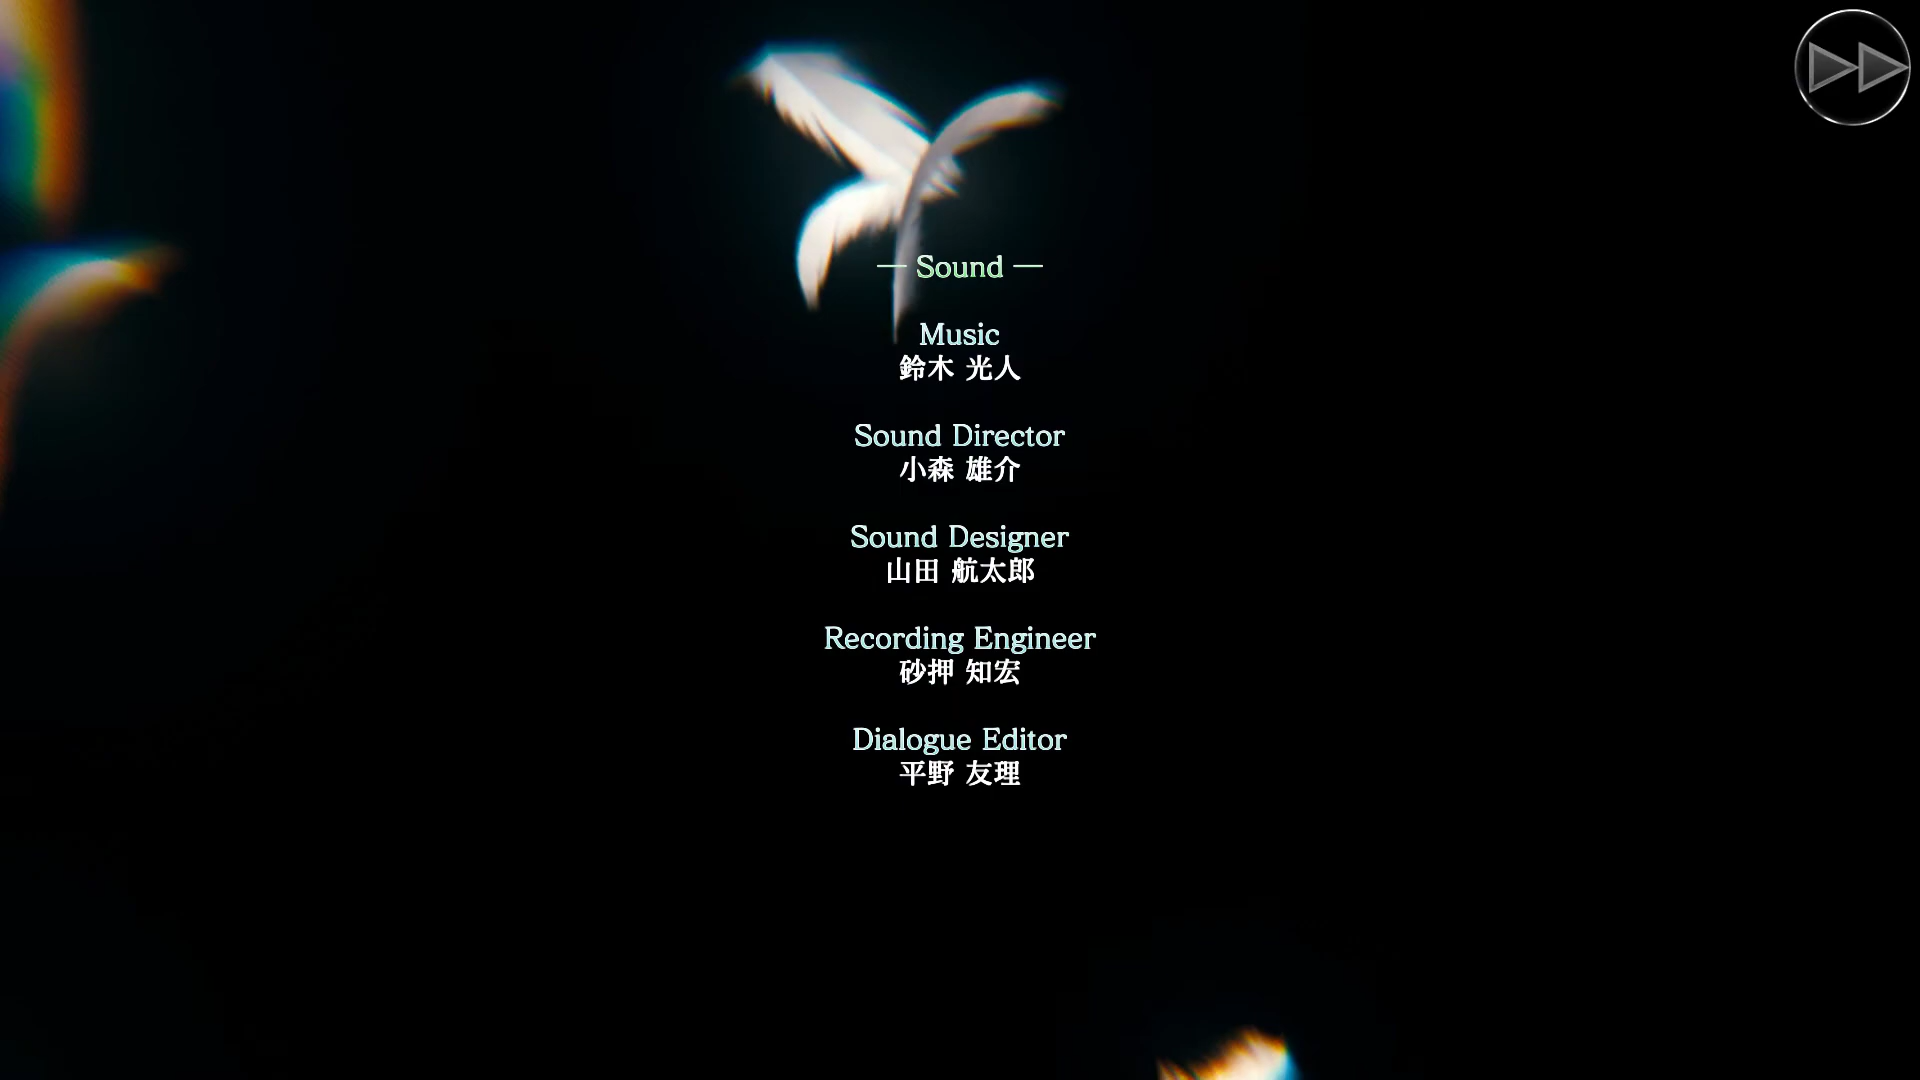 — Sound —
Music
鈴木 光人
Sound Director
小森 雄介
Sound Designer
山田 航太郎
Recording Engineer
砂押 知宏
Dialogue Editor
平野 友理